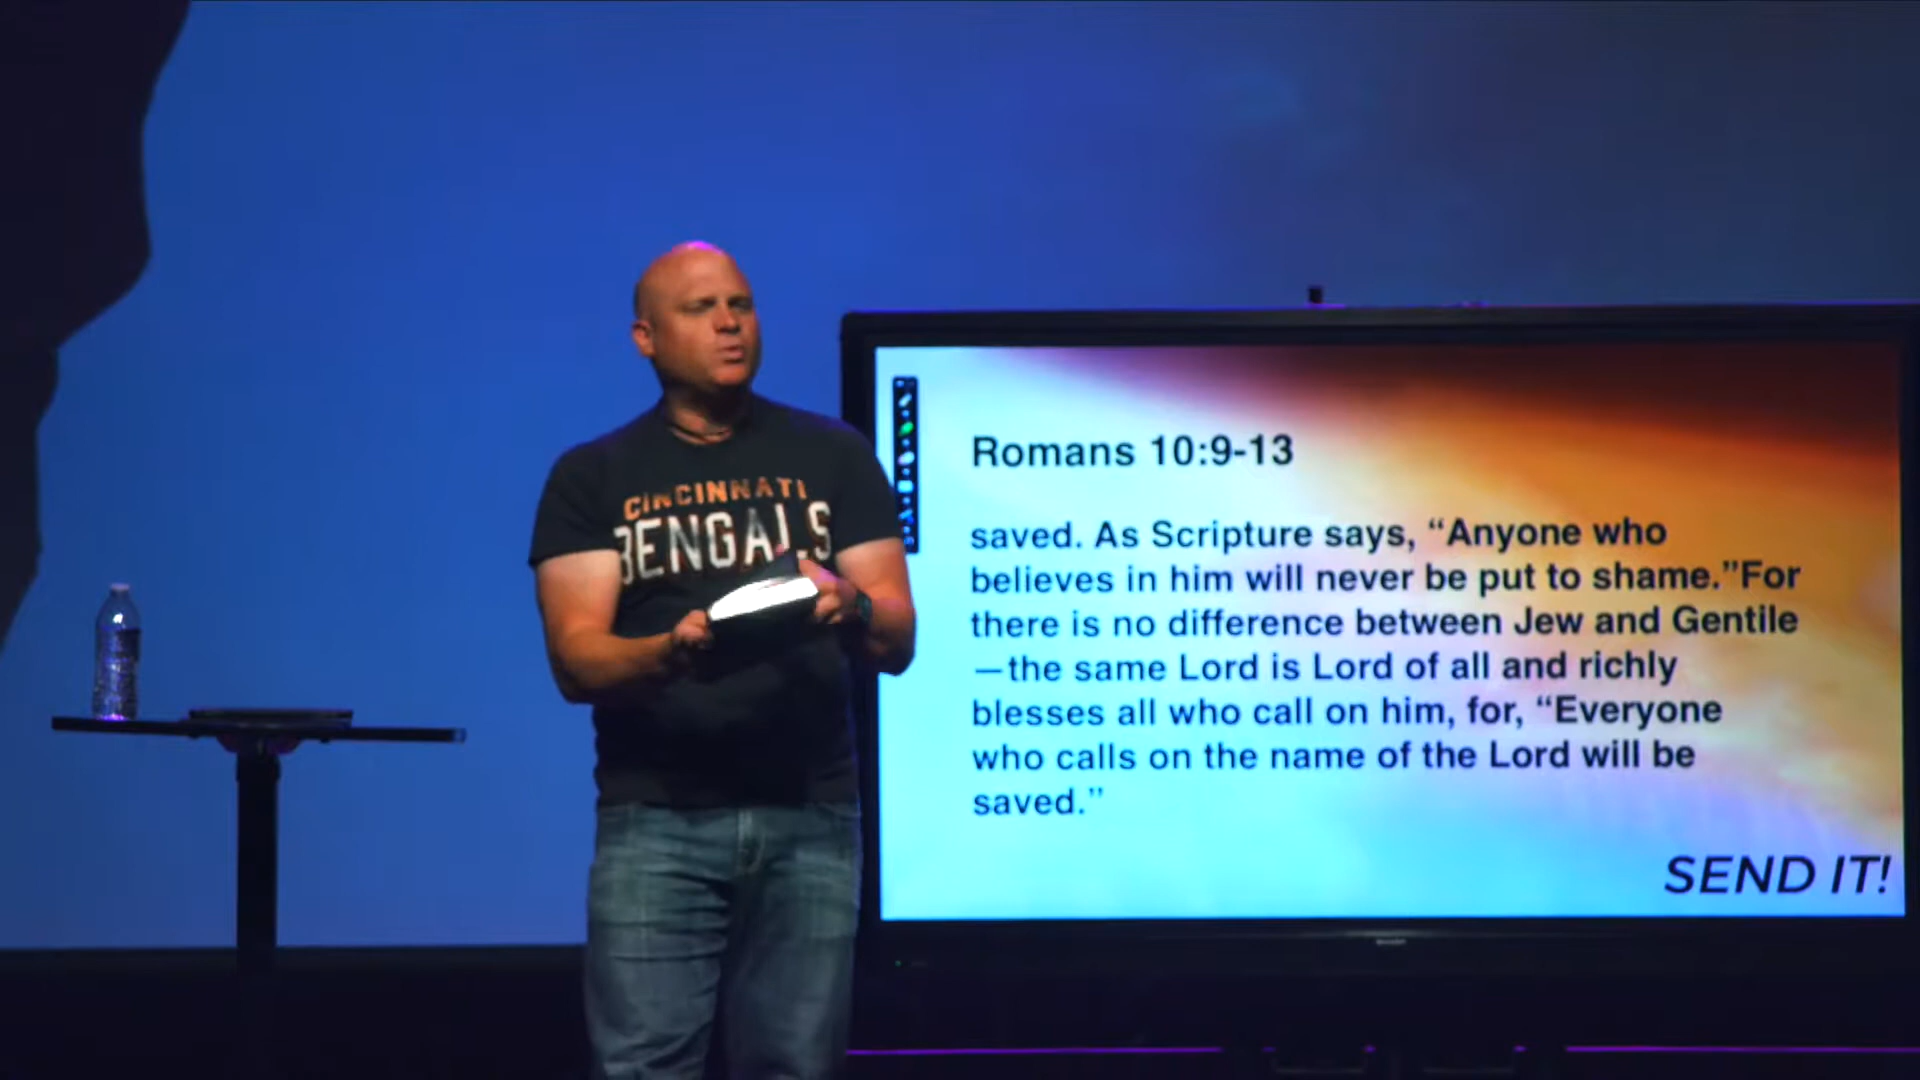 CINCINNATI
BENGALS
Romans 10:9-13
saved. As Scripture says, “Anyone who
believes in him will never be put to shame.”For
there is no difference between Jew and Gentile
—the same Lord is Lord of all and richly
blesses all who call on him, for, “Everyone
who calls on the name of the Lord will be
saved.”
SEND IT!